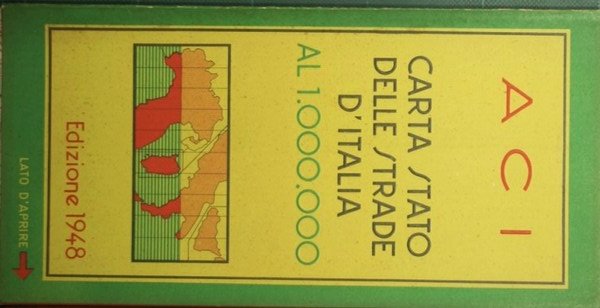 ACI
CARTA STATO
DELLE STRADE
D'ITALIA
AL 1.000.000
Edizione 1948
LATO D'APRIRE